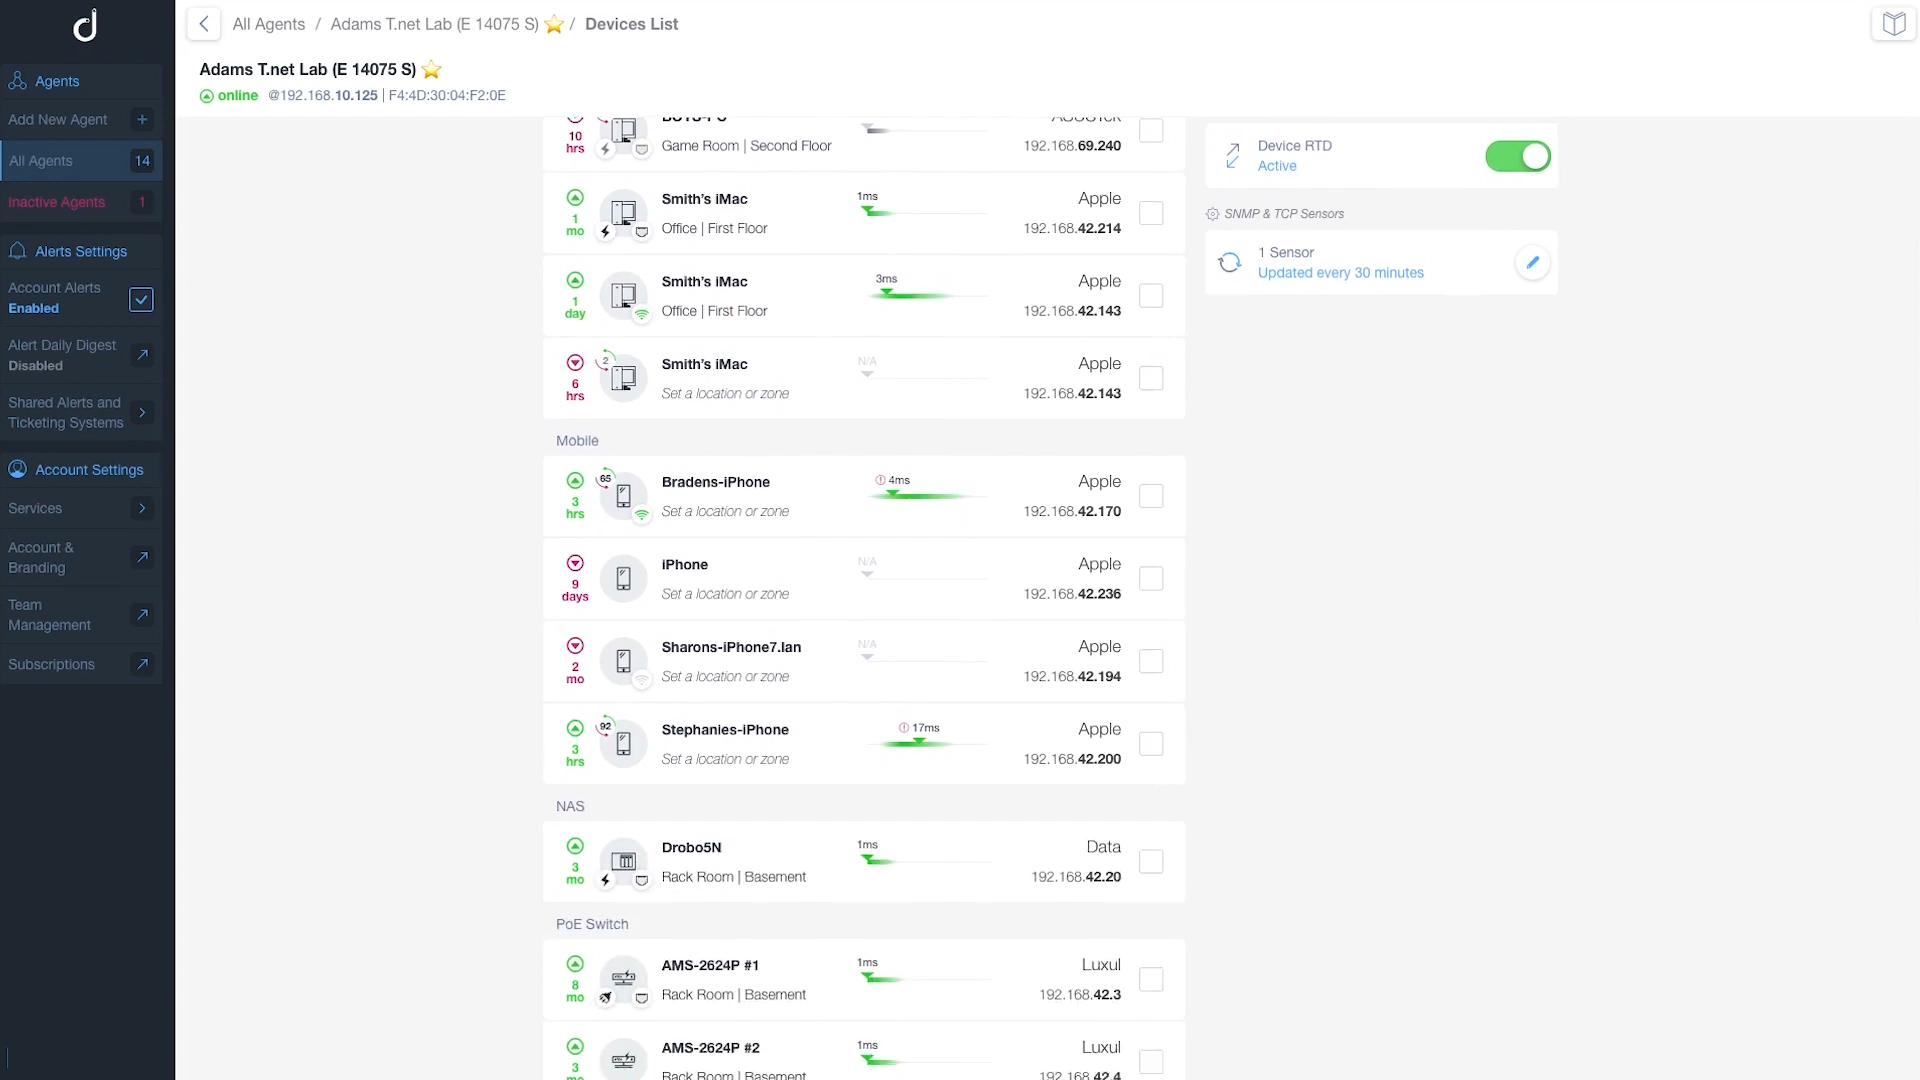 All Agents / Adams T.net Lab (E 14075 S) ⭐ / Devices List
Adams T.net Lab (E 14075 S) ⭐
online @192.168.10.125 | F4:4D:30:04:F2:0E
Agents
Add New Agent
All Agents 14
Inactive Agents 1
Alerts Settings
Account Alerts
Enabled
Alert Daily Digest
Disabled
Shared Alerts and
Ticketing Systems
Account Settings
Services
Account &
Branding
Team
Management
Subscriptions
10
hrs
Game Room | Second Floor
192.168.69.240
Smith’s iMac
1ms
Apple
1
mo
Office | First Floor
192.168.42.214
Smith’s iMac
3ms
Apple
1
day
Office | First Floor
192.168.42.143
2
Smith’s iMac
N/A
Apple
6
hrs
Set a location or zone
192.168.42.143
Mobile
65
Bradens-iPhone
4ms
Apple
3
hrs
Set a location or zone
192.168.42.170
iPhone
N/A
Apple
9
days
Set a location or zone
192.168.42.236
Sharons-iPhone7.lan
N/A
Apple
2
mo
Set a location or zone
192.168.42.194
92
Stephanies-iPhone
17ms
Apple
3
hrs
Set a location or zone
192.168.42.200
NAS
Drobo5N
1ms
Data
3
mo
Rack Room | Basement
192.168.42.20
PoE Switch
AMS-2624P #1
1ms
Luxul
8
mo
Rack Room | Basement
192.168.42.3
AMS-2624P #2
1ms
Luxul
3
mo
Rack Room | Basement
192.168.42.4
Device RTD
Active
SNMP & TCP Sensors
1 Sensor
Updated every 30 minutes